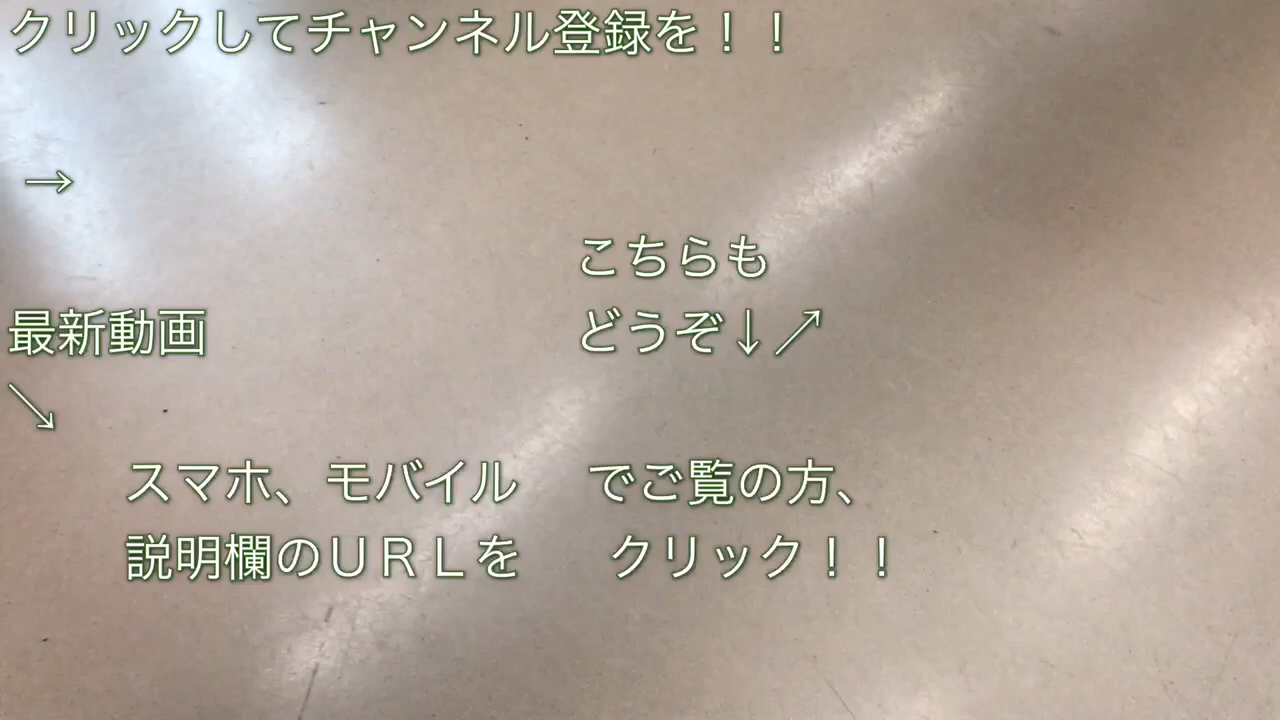 クリックしてチャンネル登録を！！
→
こちらも
最新動画
どうぞ↓↗
↘
スマホ、モバイル でご覧の方、
説明欄のＵＲＬを クリック！！